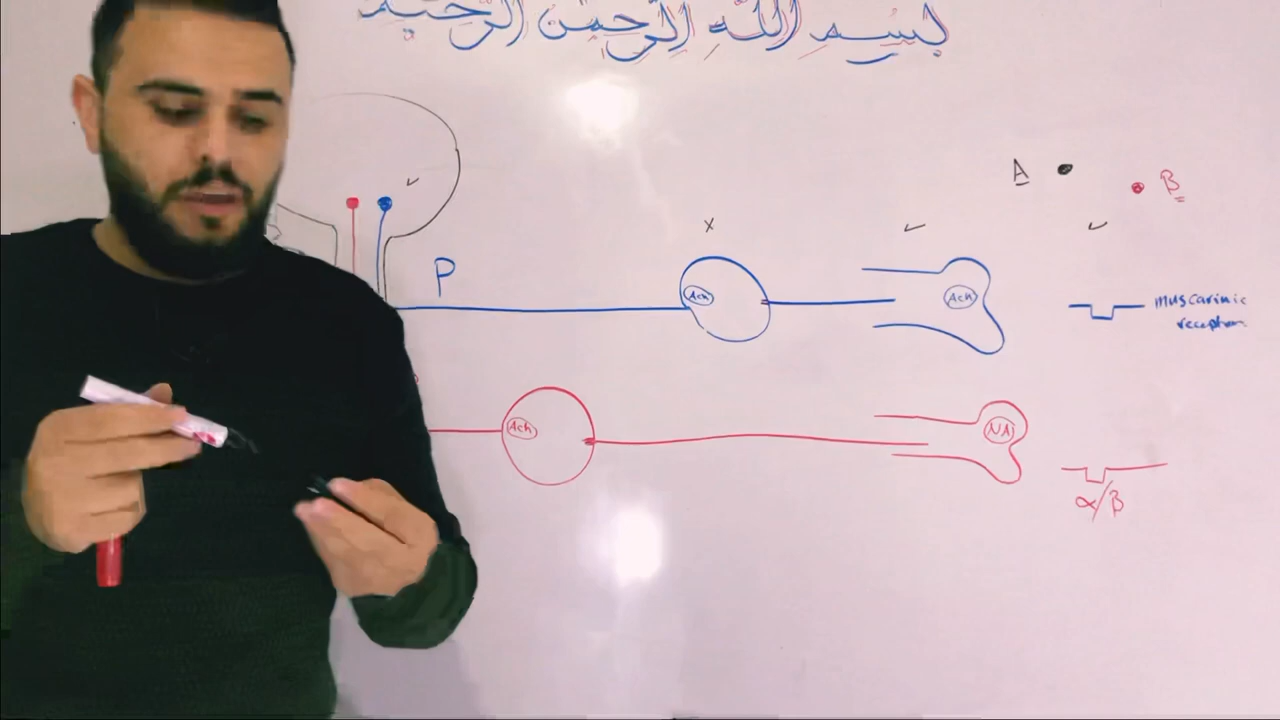 بسم الله الرحمن الرحيم
A
B
P
Ach
Ach
muscarinic
receptor
Ach
NA
α/β